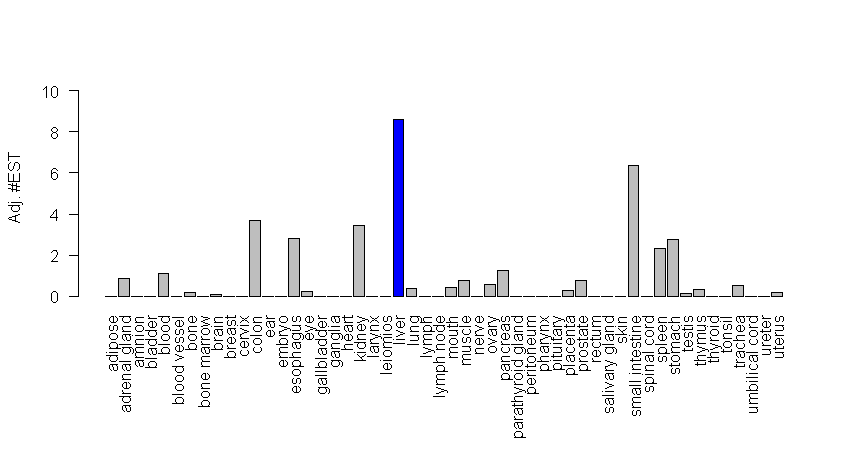 Adj. #EST
10
8
6
4
2
0
adipose
adrenal gland
amnion
bladder
blood
blood vessel
bone
bone marrow
brain
breast
cervix
colon
ear
embryo
esophagus
eye
gallbladder
ganglia
heart
kidney
larynx
leiomios
liver
lung
lymph
lymph node
mouth
muscle
nerve
ovary
pancreas
parathyroid gland
peritoneum
pharynx
pituitary
placenta
prostate
rectum
salivary gland
skin
small intestine
spinal cord
spleen
stomach
testis
thymus
thyroid
tonsil
trachea
umbilical cord
ureter
uterus